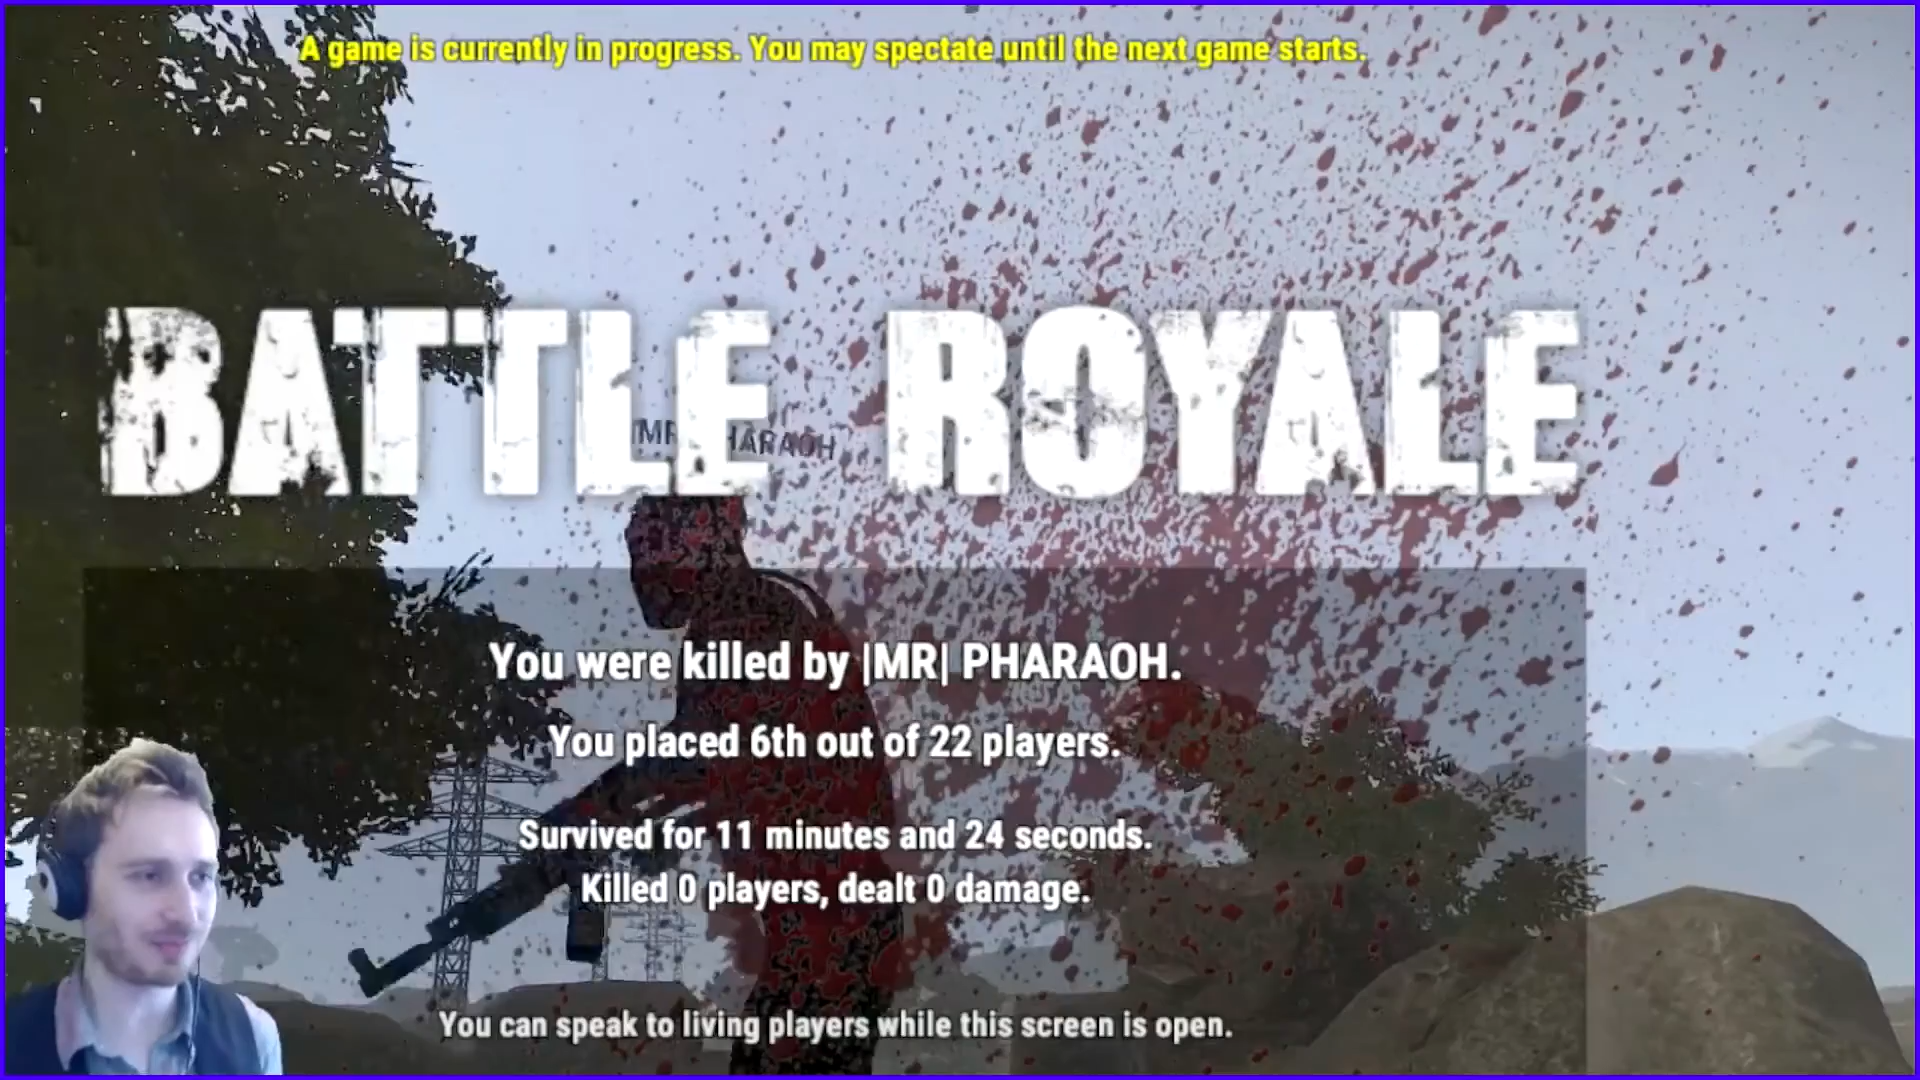 A game is currently in progress. You may spectate until the next game starts.
BATTLE ROYALE
You were killed by |MR| PHARAOH.
You placed 6th out of 22 players.
Survived for 11 minutes and 24 seconds.
Killed 0 players, dealt 0 damage.
You can speak to living players while this screen is open.